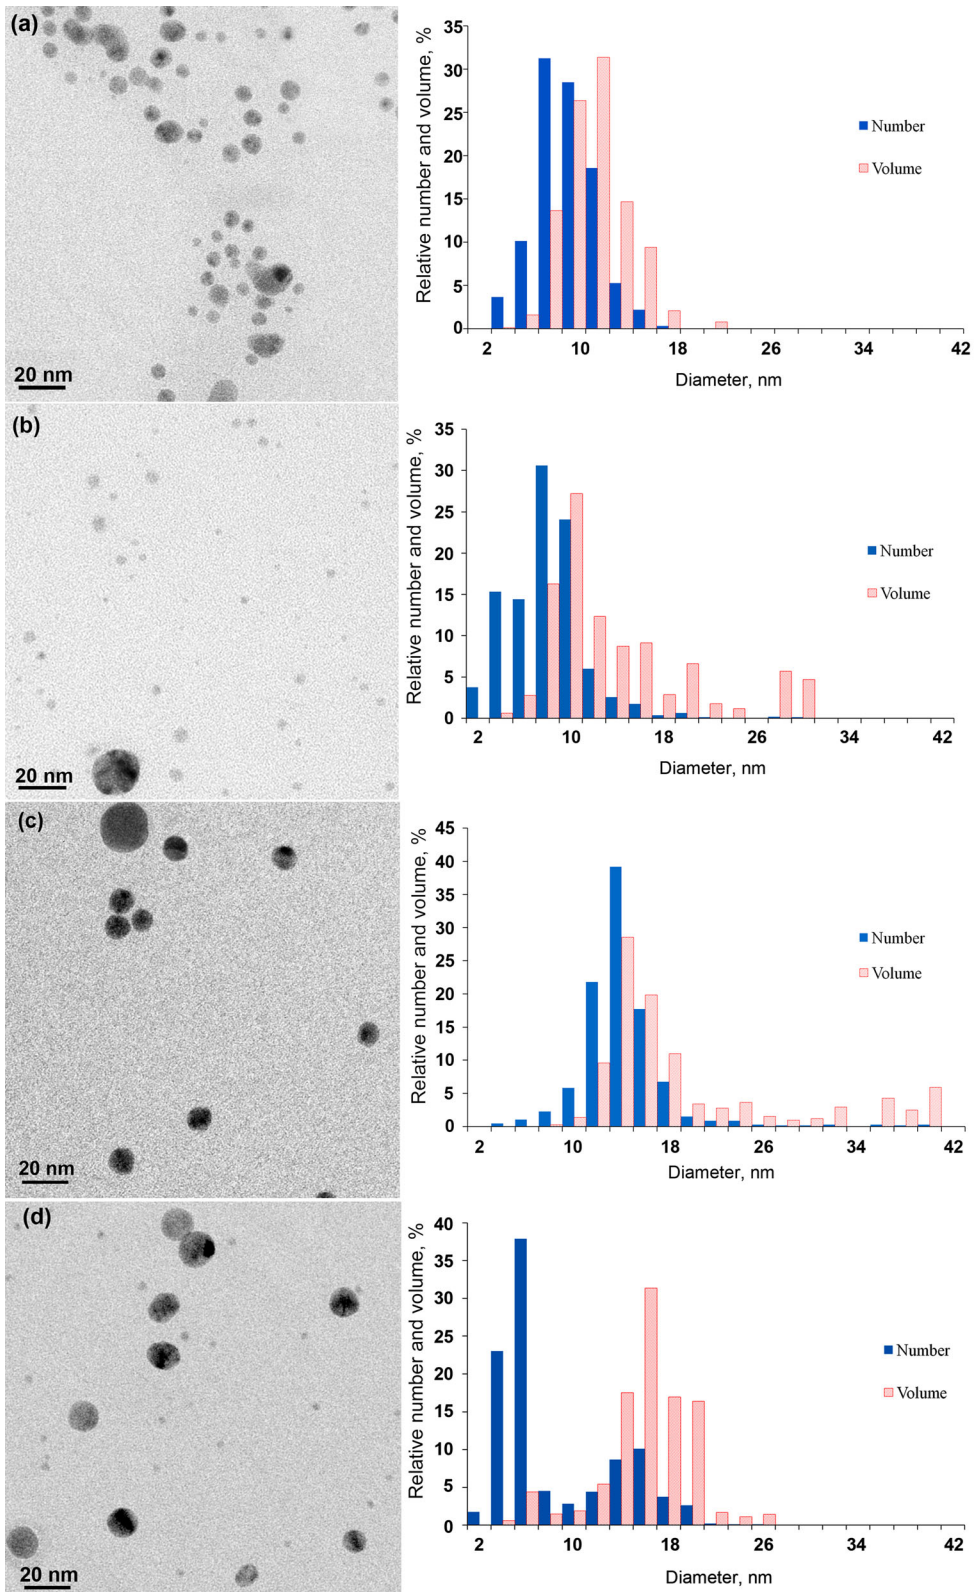 (a)
20 nm
Relative number and volume, %
35
30
25
20
15
10
5
0
2 10 18 26 34 42
Diameter, nm
Number
Volume
(b)
20 nm
Relative number and volume, %
35
30
25
20
15
10
5
0
2 10 18 34 42
Diameter, nm
Number
Volume
(c)
20 nm
Relative number and volume, %
45
40
35
30
25
20
15
10
5
0
2 10 18 26 34 42
Diameter, nm
Number
Volume
(d)
20 nm
Relative number and volume, %
40
35
30
25
20
15
10
5
0
2 10 18 26 34 42
Diameter, nm
Number
Volume